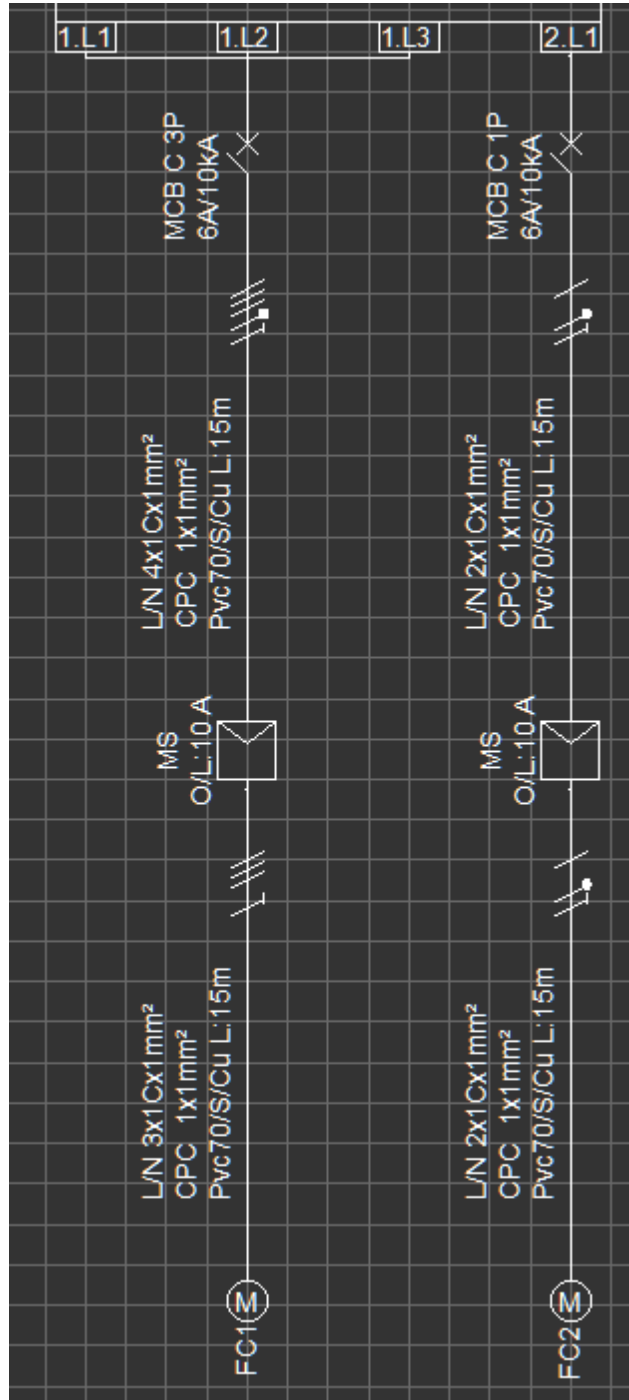 1.L1
1.L2
1.L3
2.L1
MCB C 3P
6A/10kA
MCB C 1P
6A/10kA
L/N 4x1Cx1mm²
CPC 1x1mm²
Pvc70/S/Cu L:15m
L/N 2x1Cx1mm²
CPC 1x1mm²
Pvc70/S/Cu L:15m
MS
O/L:10 A
MS
O/L:10 A
L/N 3x1Cx1mm²
CPC 1x1mm²
Pvc70/S/Cu L:15m
L/N 2x1Cx1mm²
CPC 1x1mm²
Pvc70/S/Cu L:15m
M
FC1
M
FC2